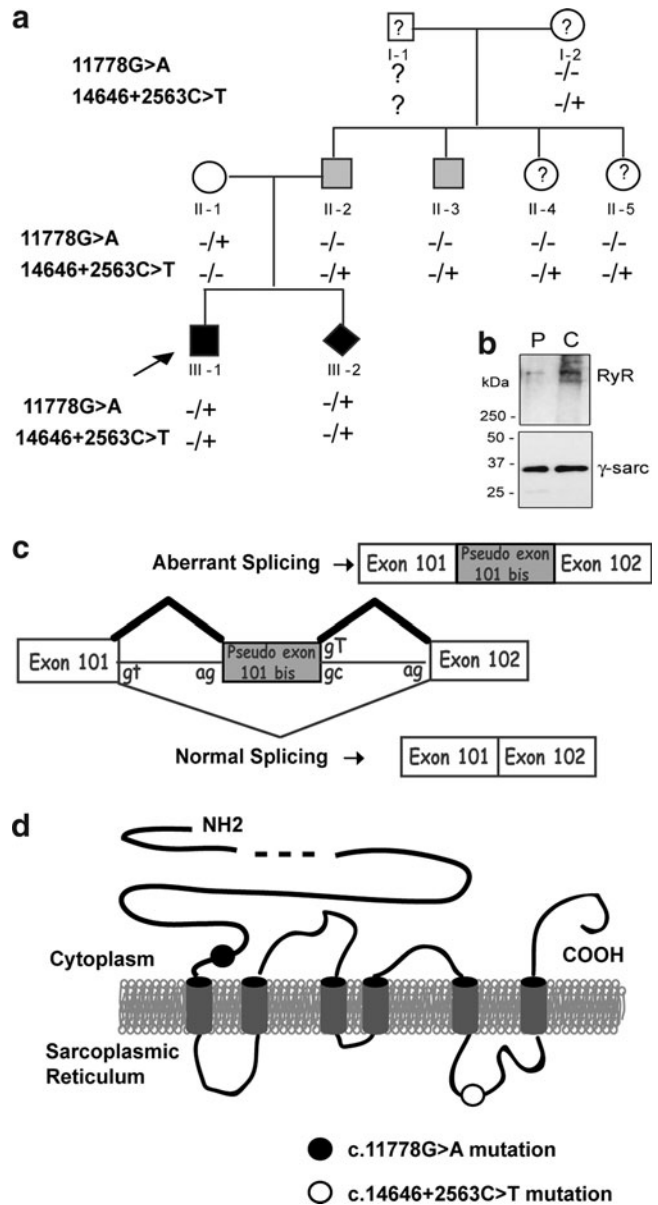 a
?
?
I-1
I-2
11778G>A
?
-/-
14646+2563C>T
?
-/+
?
?
II-1
II-2
II-3
II-4
II-5
11778G>A
-/+
-/-
-/-
-/-
-/-
14646+2563C>T
-/-
-/+
-/+
-/+
-/+
III-1
III-2
11778G>A
-/+
-/+
14646+2563C>T
-/+
-/+
b
P C
kDa
RyR
250 -
50 -
37 -
γ-sarc
25 -
c
Aberrant Splicing →
Exon 101
Pseudo exon
101 bis
Exon 102
Exon 101
gt
ag
Pseudo exon
101 bis
gT
gc
ag
Exon 102
Normal Splicing →
Exon 101
Exon 102
d
NH2
Cytoplasm
COOH
Sarcoplasmic
Reticulum
c.11778G>A mutation
c.14646+2563C>T mutation